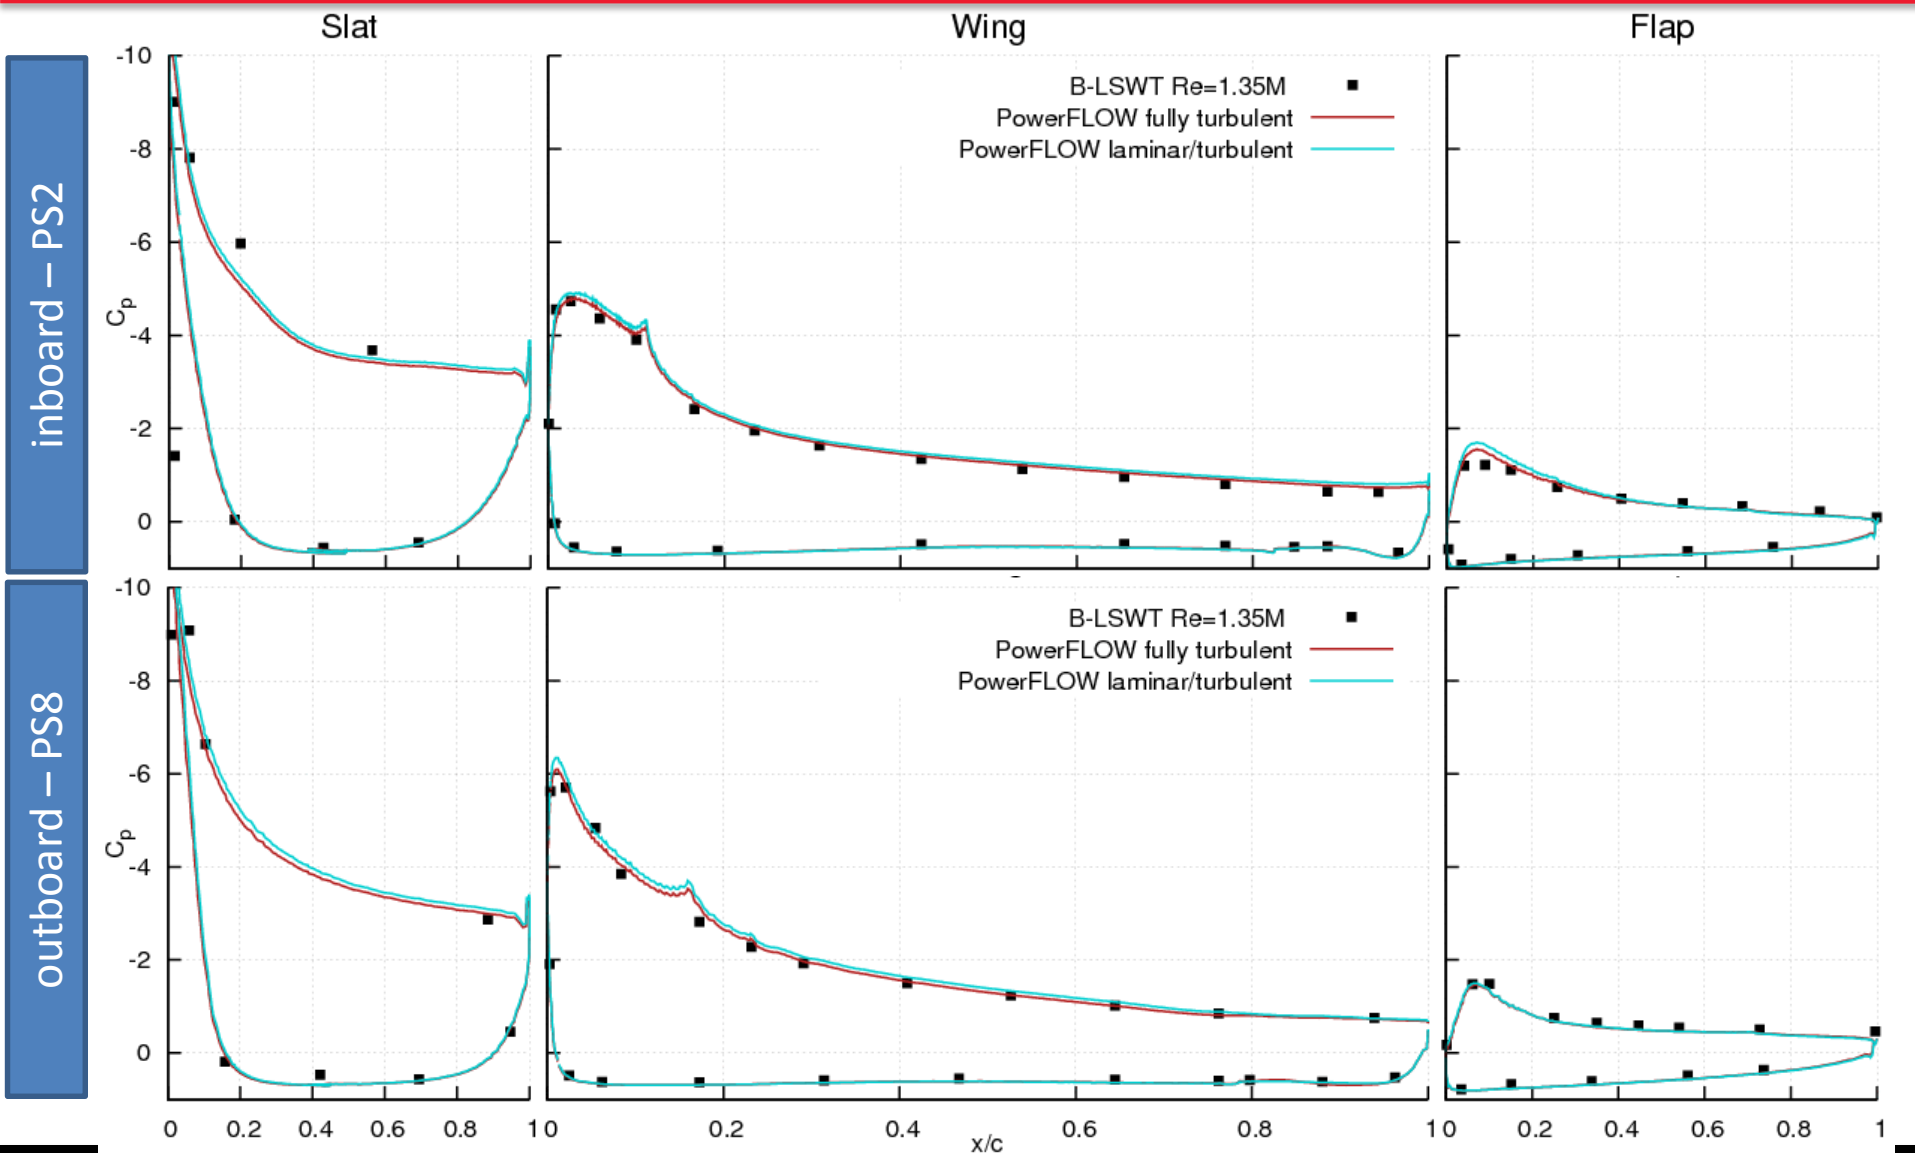 Slat Wing Flap
inboard – PS2
Cp
-10
-8
-6
-4
-2
0
B-LSWT Re=1.35M
PowerFLOW fully turbulent
PowerFLOW laminar/turbulent
outboard – PS8
Cp
-10
-8
-6
-4
-2
0
B-LSWT Re=1.35M
PowerFLOW fully turbulent
PowerFLOW laminar/turbulent
0 0.2 0.4 0.6 0.8 1 0 0.2 0.4 0.6 0.8 1 0 0.2 0.4 0.6 0.8 1
x/c